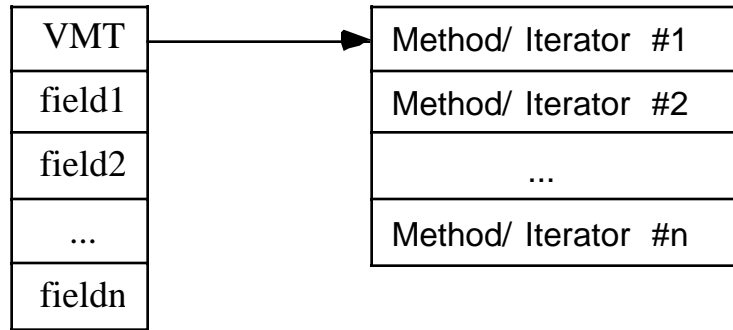 VMT
field1
field2
...
fieldn
Method/ Iterator #1
Method/ Iterator #2
...
Method/ Iterator #n